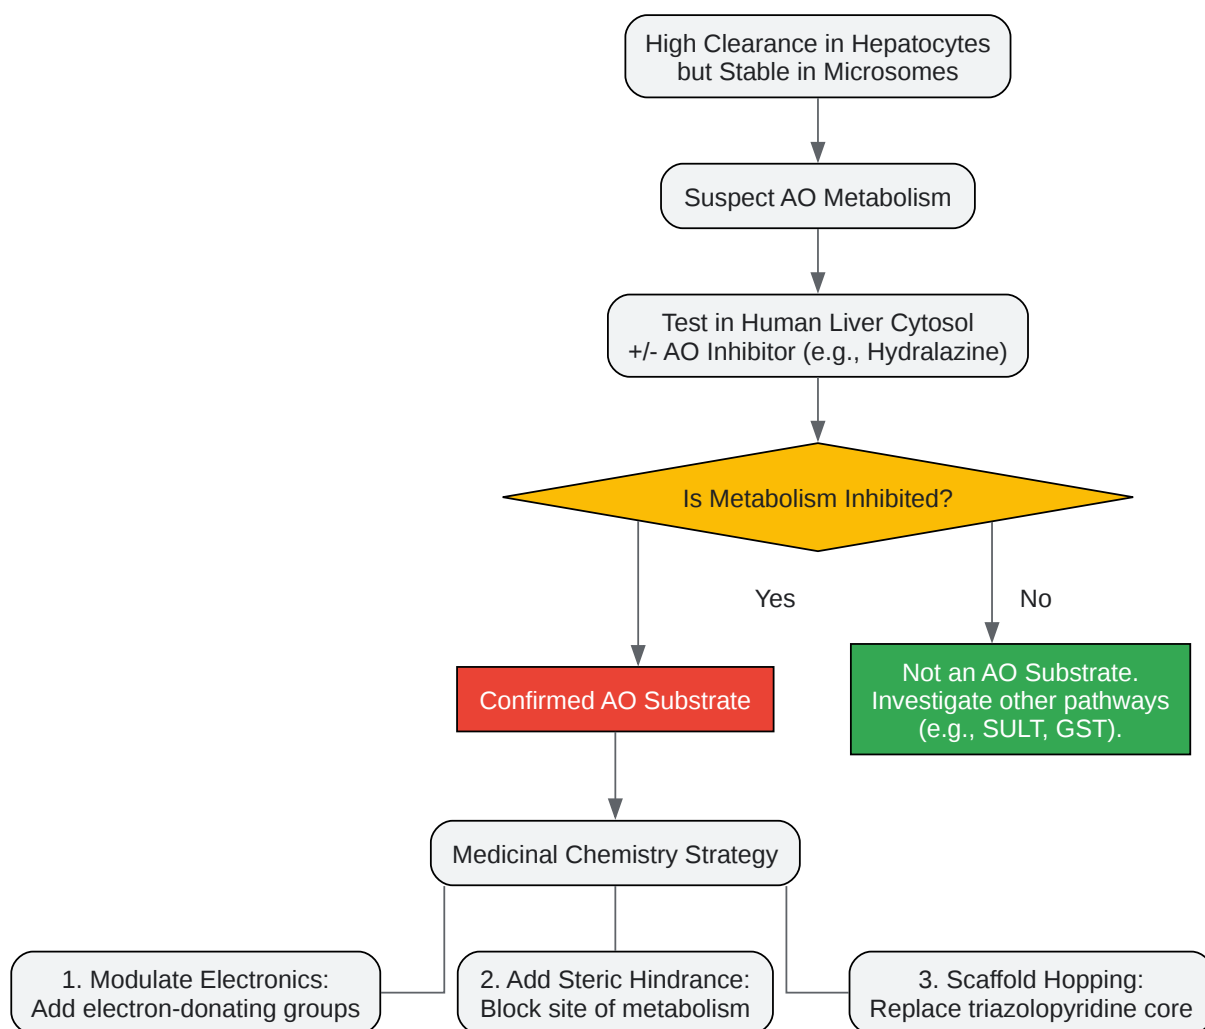 High Clearance in Hepatocytes
but Stable in Microsomes
Suspect AO Metabolism
Test in Human Liver Cytosol
+/- AO Inhibitor (e.g., Hydralazine)
Is Metabolism Inhibited?
Yes
No
Confirmed AO Substrate
Not an AO Substrate.
Investigate other pathways
(e.g., SULT, GST).
Medicinal Chemistry Strategy
1. Modulate Electronics:
Add electron-donating groups
2. Add Steric Hindrance:
Block site of metabolism
3. Scaffold Hopping:
Replace triazolopyridine core